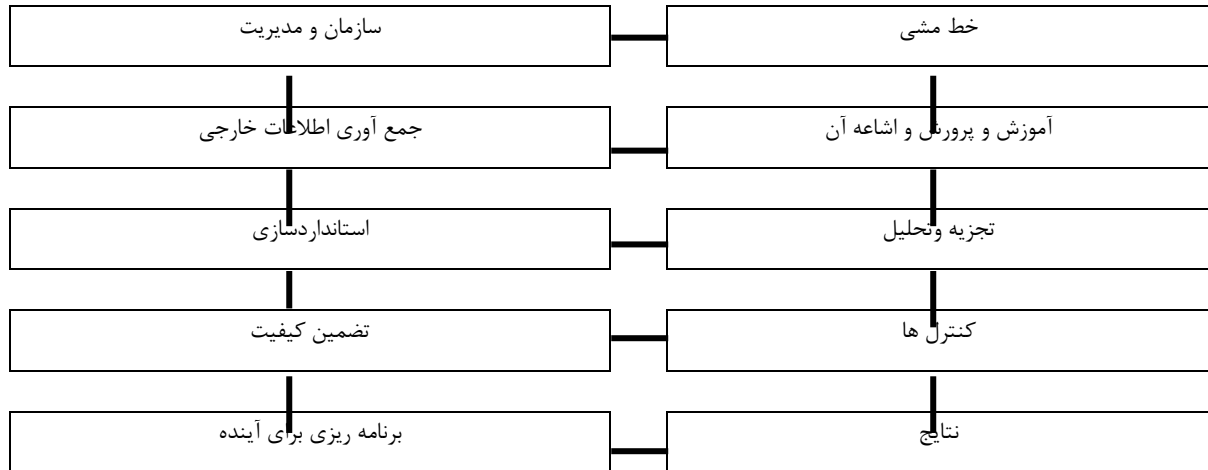 خط مشی
سازمان و مدیریت
آموزش و پرورش و اشاعه آن
جمع آوری اطلاعات خارجی
تجزیه وتحلیل
استانداردسازی
کنترل ها
تضمین کیفیت
نتایج
برنامه ریزی برای آینده